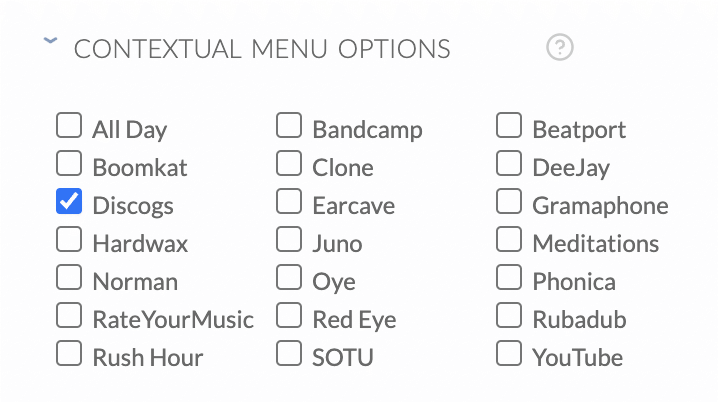 CONTEXTUAL MENU OPTIONS ?
All Day Bandcamp Beatport
Boomkat Clone DeeJay
Discogs Earcave Gramaphone
Hardwax Juno Meditations
Norman Oye Phonica
RateYourMusic Red Eye Rubadub
Rush Hour SOTU YouTube